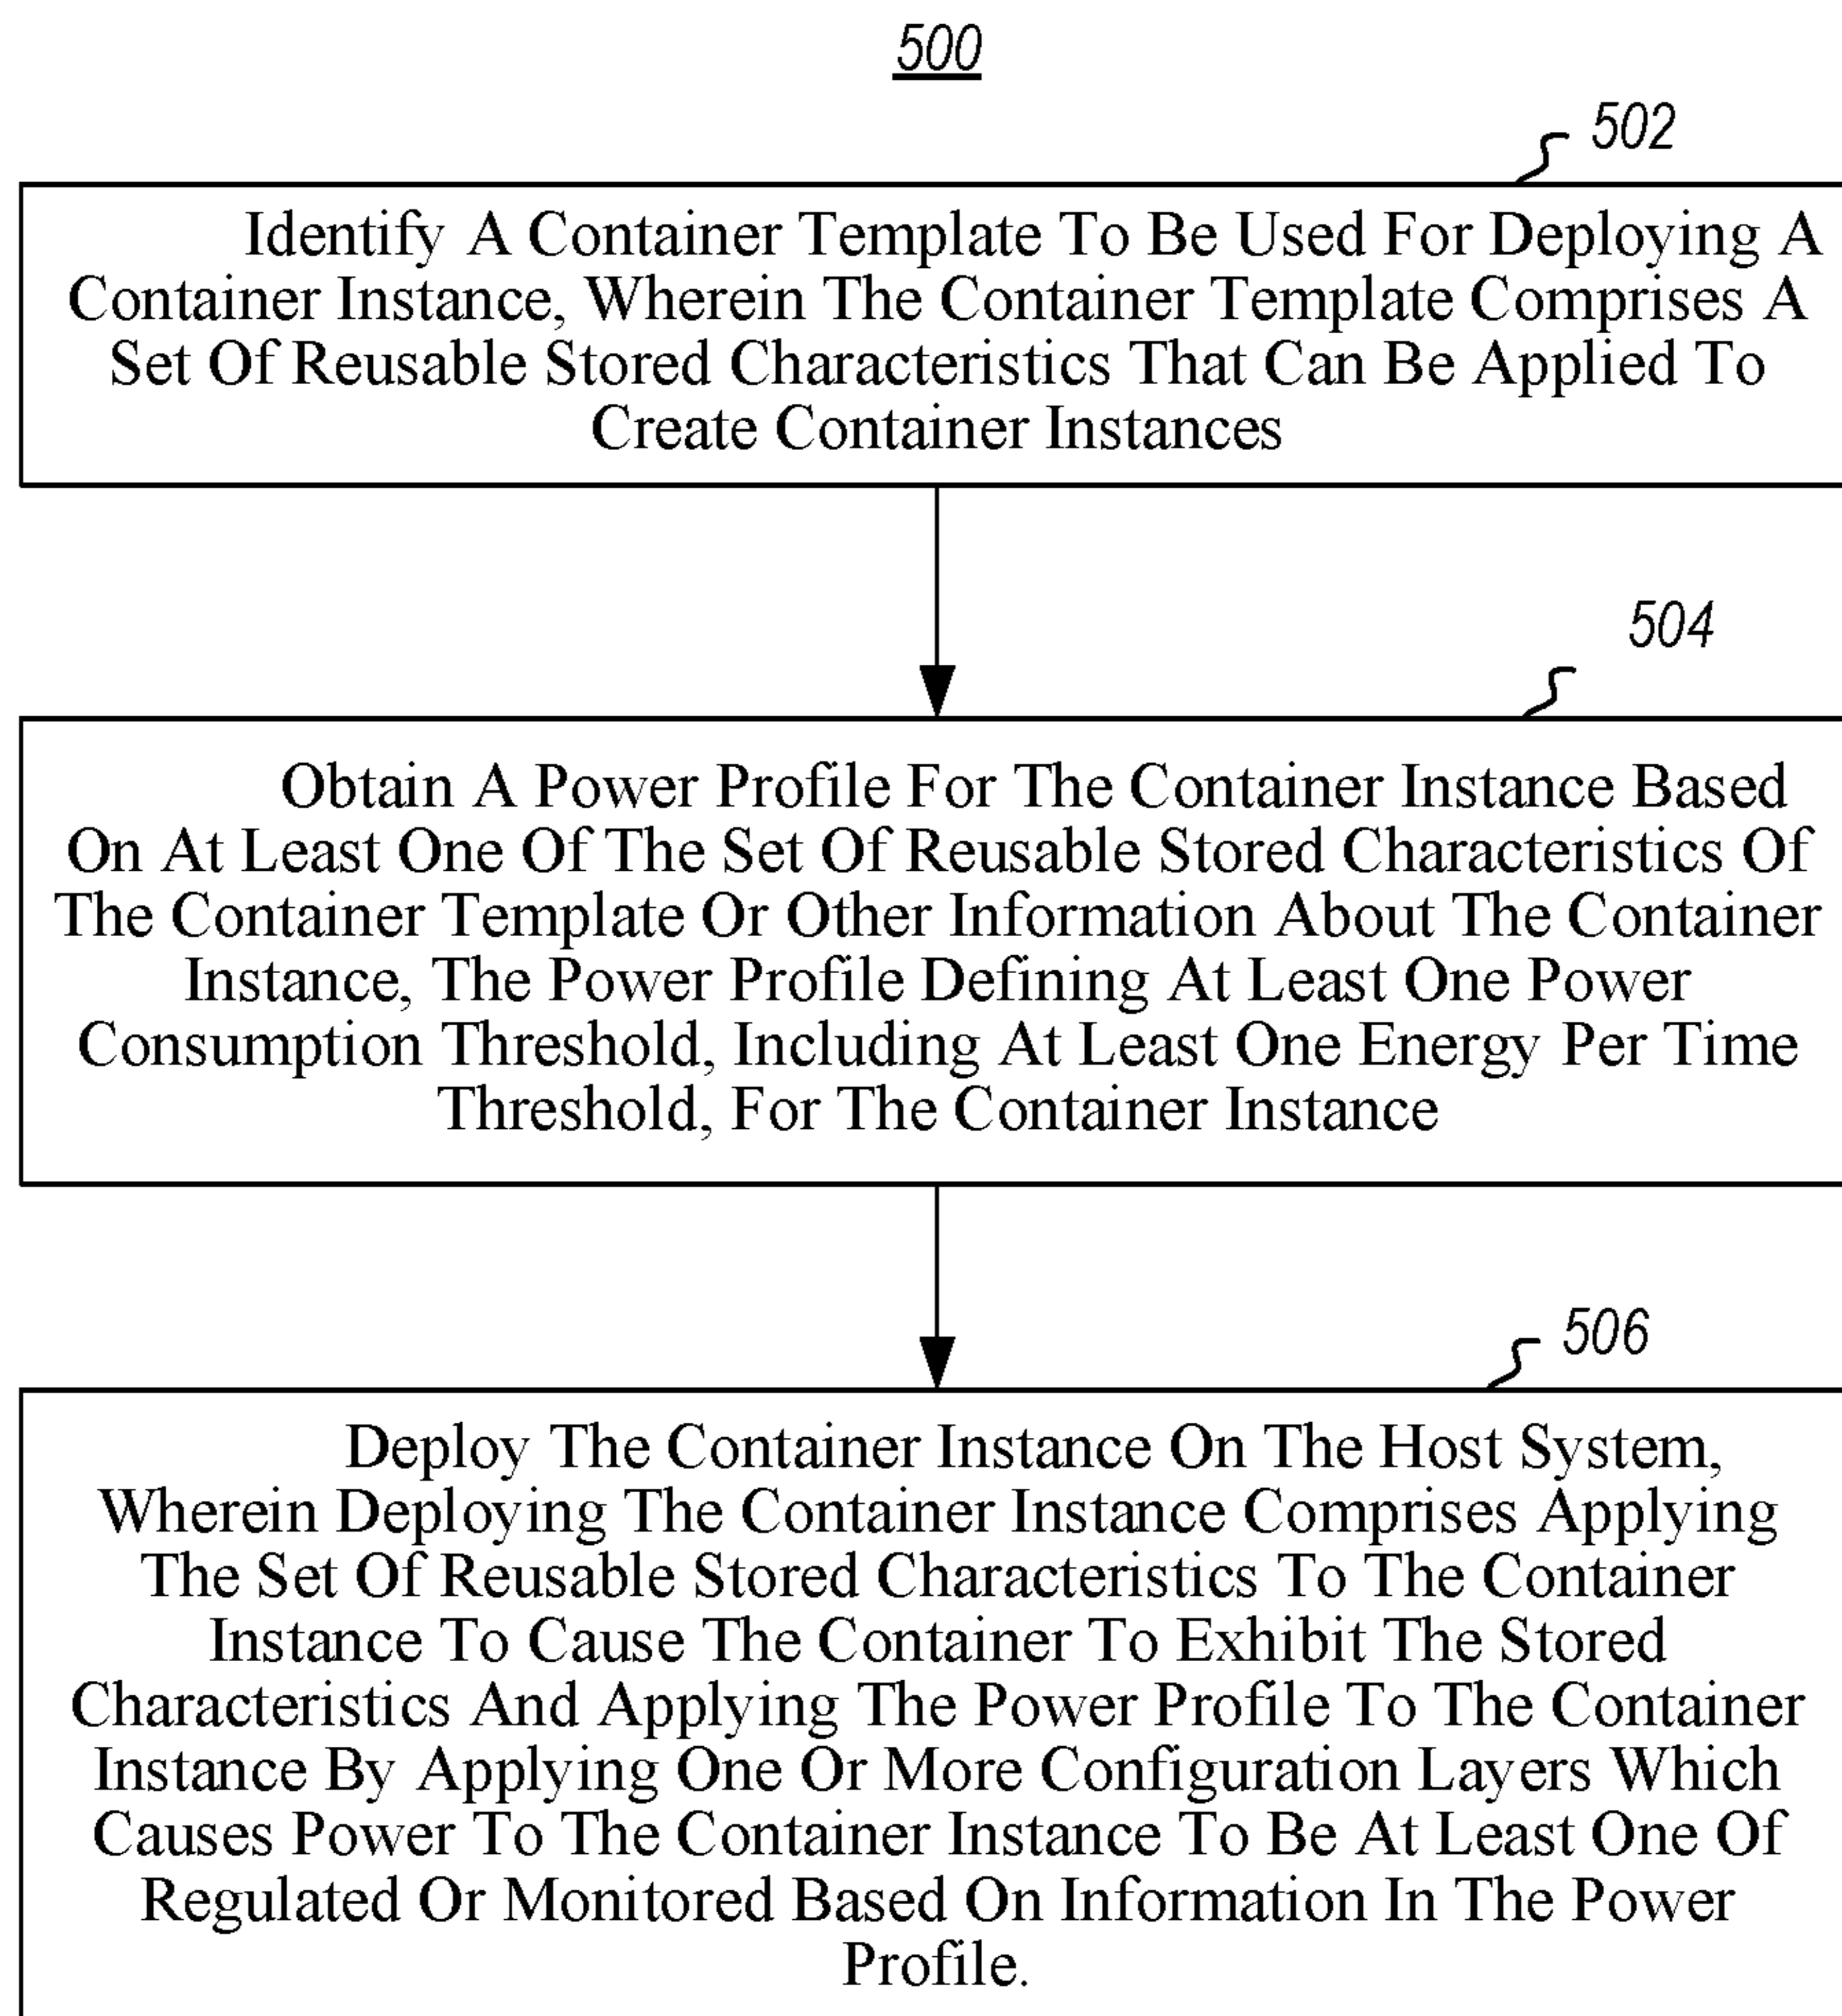 500
502
Identify A Container Template To Be Used For Deploying A
Container Instance, Wherein The Container Template Comprises A
Set Of Reusable Stored Characteristics That Can Be Applied To
Create Container Instances
504
Obtain A Power Profile For The Container Instance Based
On At Least One Of The Set Of Reusable Stored Characteristics Of
The Container Template Or Other Information About The Container
Instance, The Power Profile Defining At Least One Power
Consumption Threshold, Including At Least One Energy Per Time
Threshold, For The Container Instance
506
Deploy The Container Instance On The Host System,
Wherein Deploying The Container Instance Comprises Applying
The Set Of Reusable Stored Characteristics To The Container
Instance To Cause The Container To Exhibit The Stored
Characteristics And Applying The Power Profile To The Container
Instance By Applying One Or More Configuration Layers Which
Causes Power To The Container Instance To Be At Least One Of
Regulated Or Monitored Based On Information In The Power
Profile.